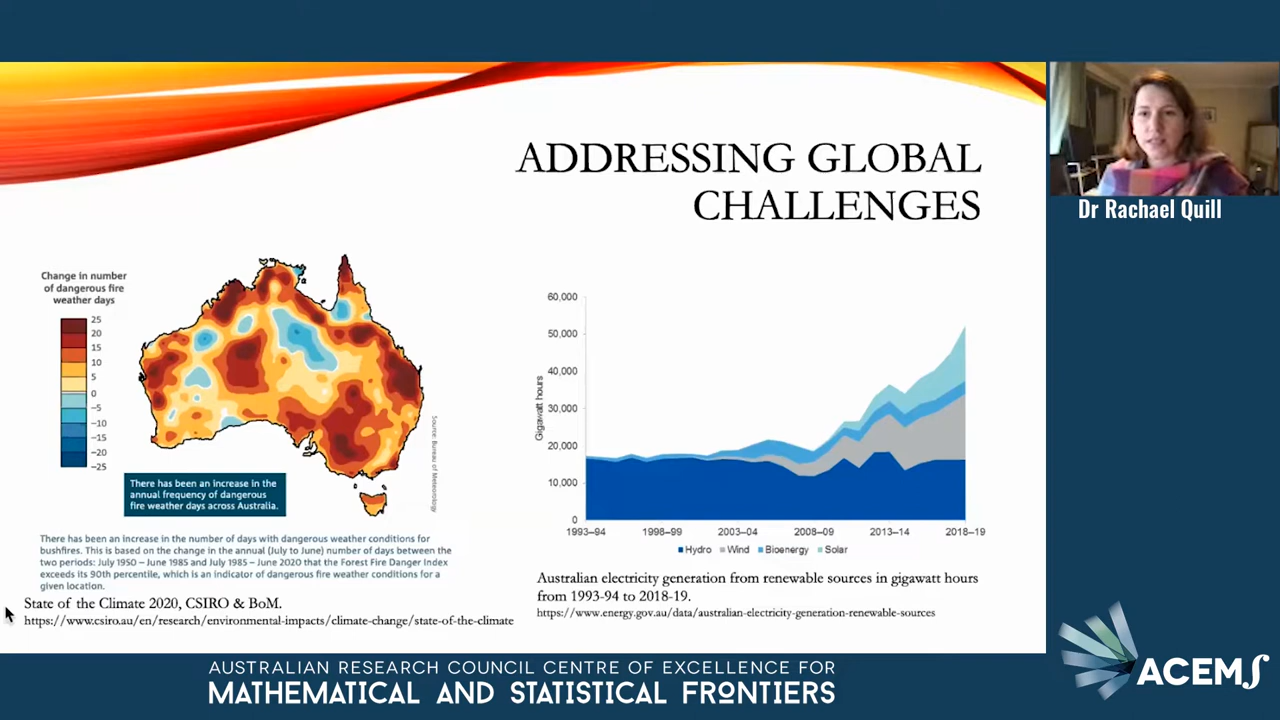 ADDRESSING GLOBAL
CHALLENGES
Dr Rachael Quill
Change in number
of dangerous fire
weather days
25
20
15
10
5
0
−5
−10
−15
−20
−25
Source: Bureau of Meteorology
There has been an increase in the
annual frequency of dangerous
fire weather days across Australia.
There has been an increase in the number of days with dangerous weather conditions for
bushfires. This is based on the change in the annual (July to June) number of days between the
two periods: July 1950 – June 1985 and July 1985 – June 2020 that the Forest Fire Danger Index
exceeds its 90th percentile, which is an indicator of dangerous fire weather conditions for a
given location.
State of the Climate 2020, CSIRO & BoM.
https://www.csiro.au/en/research/environmental-impacts/climate-change/state-of-the-climate
Gigawatt hours
60,000
50,000
40,000
30,000
20,000
10,000
0
1993–94 1998–99 2003–04 2008–09 2013–14 2018–19
Hydro Wind Bioenergy Solar
Australian electricity generation from renewable sources in gigawatt hours
from 1993-94 to 2018-19.
https://www.energy.gov.au/data/australian-electricity-generation-renewable-sources
AUSTRALIAN RESEARCH COUNCIL CENTRE OF EXCELLENCE FOR
MATHEMATICAL AND STATISTICAL FRONTIERS
ACEMS